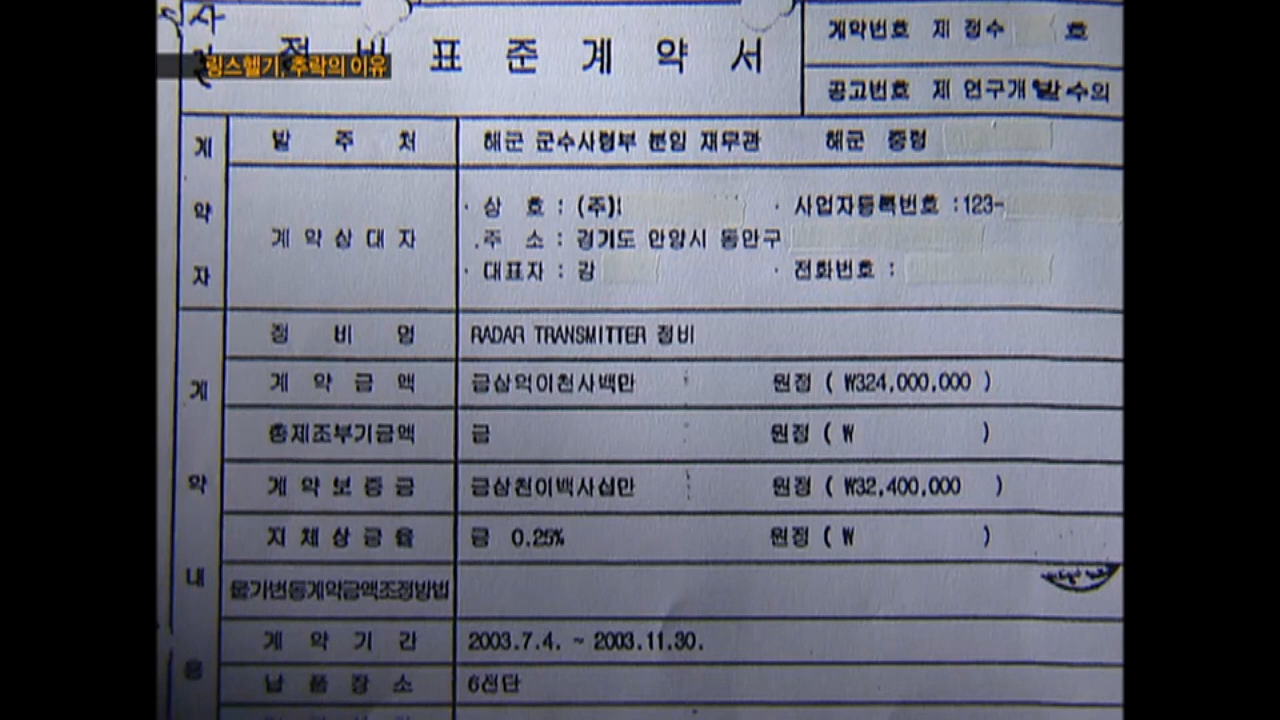 정비표준계약서
계약번호 제 정수 호
공고번호 제 연구개발 수의
링스헬기, 추락의 이유
계약자
발주처 해군 군수사령부 분임 재무관 해군 중령
계약상대자
· 상 호 : (주) · 사업자등록번호 :123-
.주 소 : 경기도 안양시 동안구
· 대표자 : 강 · 전화번호 :
계약내용
정비명 RADAR TRANSMITTER 정비
계약금액 금삼억이천사백만 원정 ( ₩324,000,000 )
총제조부기금액 금 원정 ( ₩ )
계약보증금 금삼천이백사십만 원정 ( ₩32,400,000 )
지체상금율 금 0.25% 원정 ( ₩ )
물가변동계약금액조정방법
계약기간 2003.7.4. ~ 2003.11.30.
납품장소 6전단